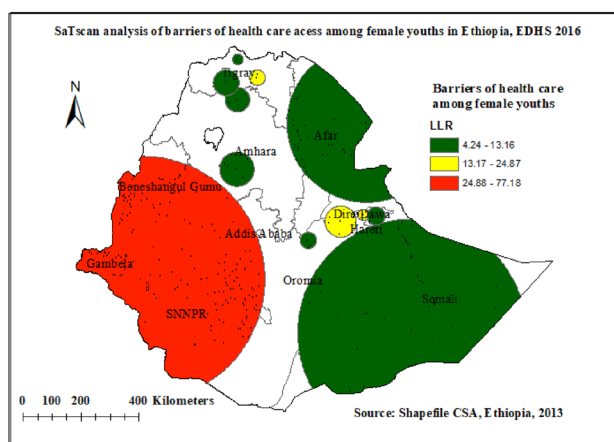 SaTscan analysis of barriers of health care acess among female youths in Ethiopia, EDHS 2016
N
Tigray
Afar
Amhara
Beneshangul Gumu
Addis Ababa
Dire Dawa
Hareri
Gambela
Oromia
Somali
SNNPR
Barriers of health care
among female youths
LLR
4.24 - 13.16
13.17 - 24.87
24.88 - 77.18
0 100 200 400 Kilometers
Source: Shapefile CSA, Ethiopia, 2013